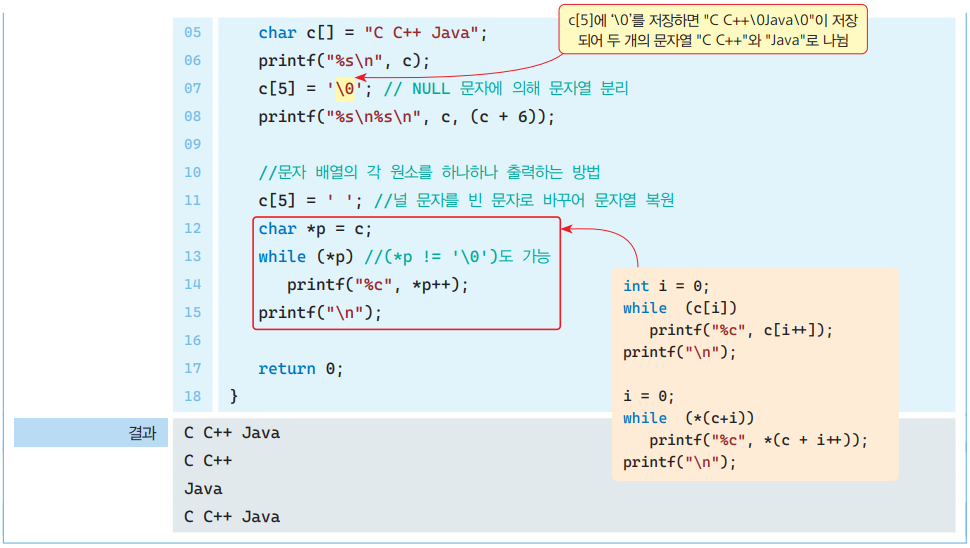 c[5]에 '\0'를 저장하면 "C C++\0Java\0"이 저장
되어 두 개의 문자열 "C C++"와 "Java"로 나뉨
05 char c[] = "C C++ Java";
06 printf("%s\n", c);
07 c[5] = '\0'; // NULL 문자에 의해 문자열 분리
08 printf("%s\n%s\n", c, (c + 6));
09
10 //문자 배열의 각 원소를 하나하나 출력하는 방법
11 c[5] = ' '; //널 문자를 빈 문자로 바꾸어 문자열 복원
12 char *p = c;
13 while (*p) //(*p != '\0')도 가능
14 printf("%c", *p++);
15 printf("\n");
16
17 return 0;
18 }
int i = 0;
while (c[i])
printf("%c", c[i++]);
printf("\n");
i = 0;
while (*(c+i))
printf("%c", *(c + i++));
printf("\n");
결과
C C++ Java
C C++
Java
C C++ Java